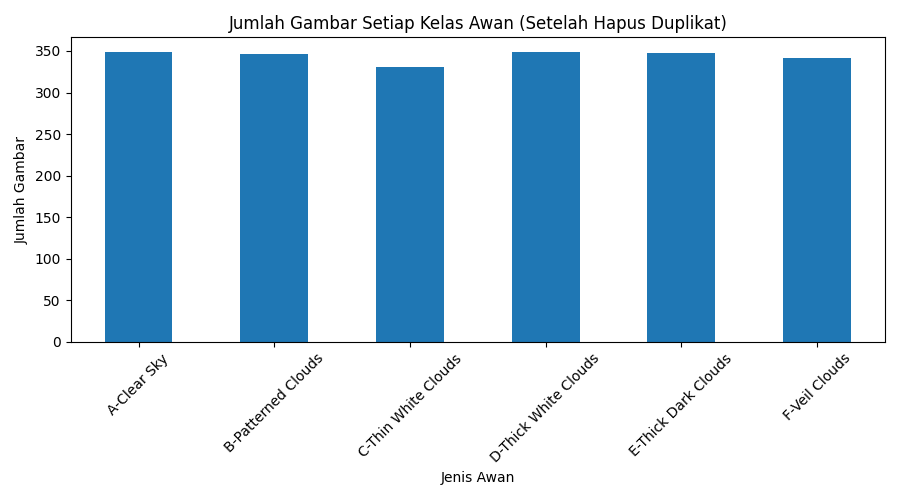 Jumlah Gambar Setiap Kelas Awan (Setelah Hapus Duplikat)
Jumlah Gambar
350
300
250
200
150
100
50
0
A-Clear Sky
B-Patterned Clouds
C-Thin White Clouds
D-Thick White Clouds
E-Thick Dark Clouds
F-Veil Clouds
Jenis Awan